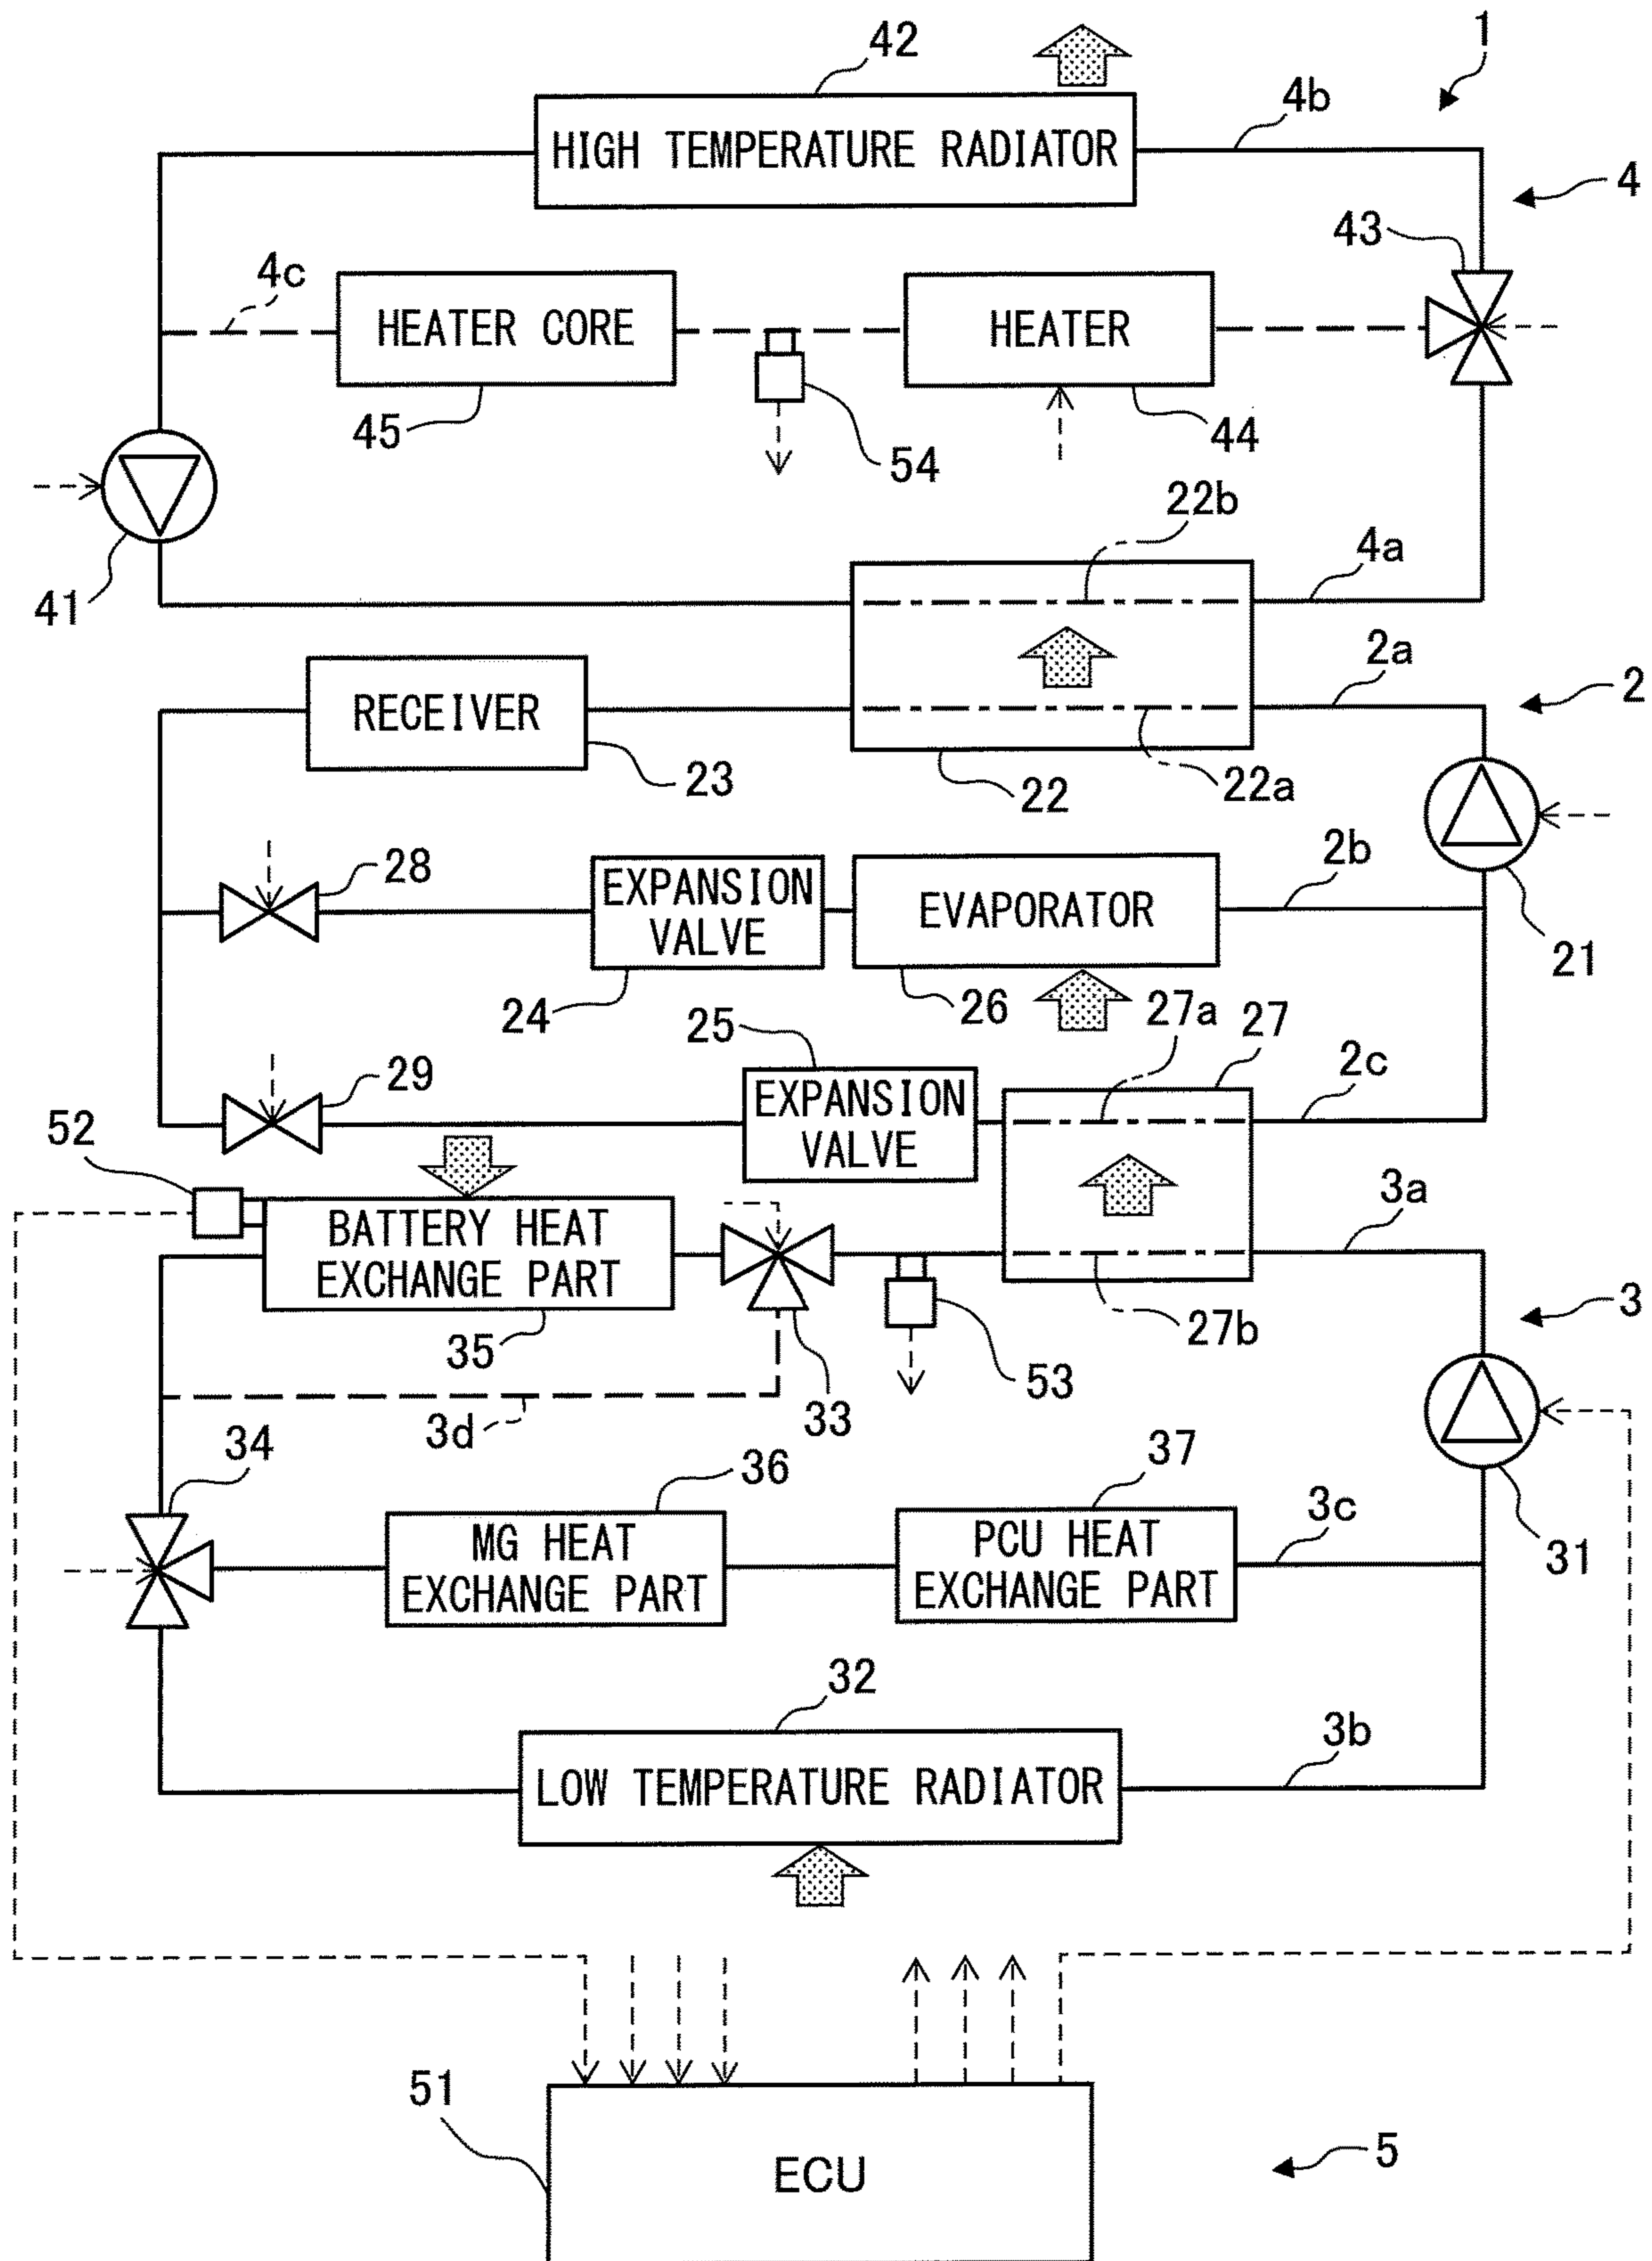 42
1
HIGH TEMPERATURE RADIATOR
4b
4
43
4c
HEATER CORE
HEATER
45
54
44
22b
4a
41
2a
2
RECEIVER
23
22
22a
28
EXPANSION
VALVE
EVAPORATOR
2b
21
24
26
25
27a
27
29
EXPANSION
VALVE
2c
52
BATTERY HEAT
EXCHANGE PART
3a
3
35
27b
53
33
3d
34
36
37
MG HEAT
EXCHANGE PART
PCU HEAT
EXCHANGE PART
3c
31
32
LOW TEMPERATURE RADIATOR
3b
51
ECU
5